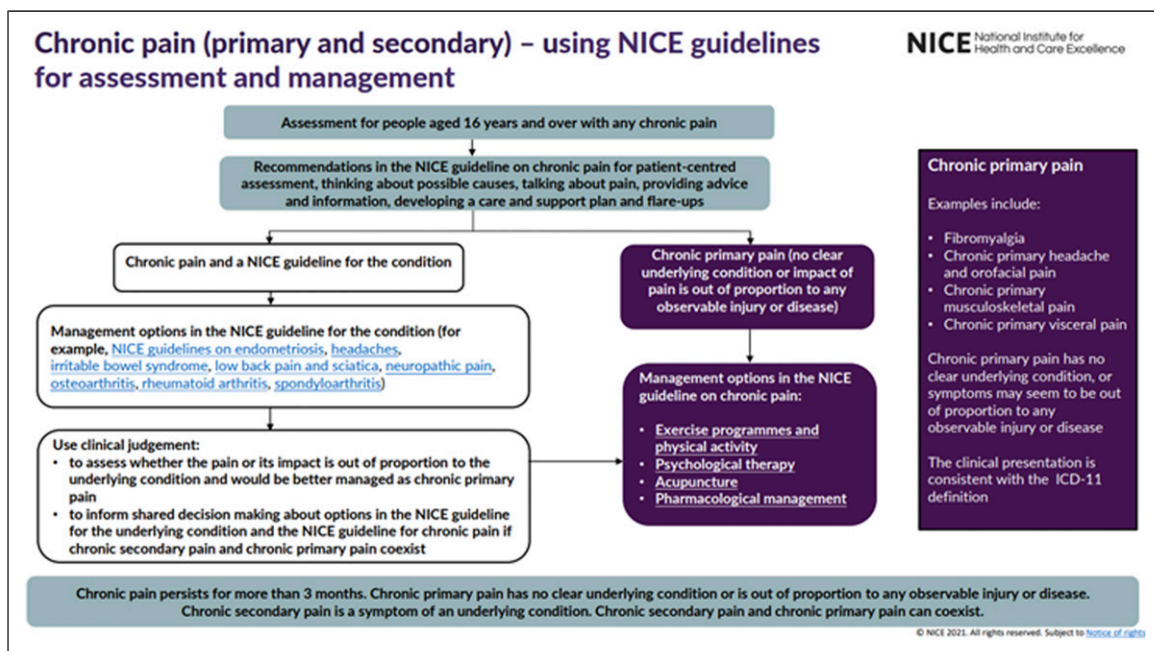 Chronic pain (primary and secondary) – using NICE guidelines
for assessment and management
NICE National Institute for
Health and Care Excellence
Assessment for people aged 16 years and over with any chronic pain
Recommendations in the NICE guideline on chronic pain for patient-centred
assessment, thinking about possible causes, talking about pain, providing advice
and information, developing a care and support plan and flare-ups
Chronic pain and a NICE guideline for the condition
Management options in the NICE guideline for the condition (for
example, NICE guidelines on endometriosis, headaches,
irritable bowel syndrome, low back pain and sciatica, neuropathic pain,
osteoarthritis, rheumatoid arthritis, spondyloarthritis)
Use clinical judgement:
• to assess whether the pain or its impact is out of proportion to the
underlying condition and would be better managed as chronic primary
pain
• to inform shared decision making about options in the NICE guideline
for the underlying condition and the NICE guideline for chronic pain if
chronic secondary pain and chronic primary pain coexist
Chronic primary pain (no clear
underlying condition or impact of
pain is out of proportion to any
observable injury or disease)
Management options in the NICE
guideline on chronic pain:
• Exercise programmes and
physical activity
• Psychological therapy
• Acupuncture
• Pharmacological management
Chronic primary pain
Examples include:
• Fibromyalgia
• Chronic primary headache
and orofacial pain
• Chronic primary
musculoskeletal pain
• Chronic primary visceral pain
Chronic primary pain has no
clear underlying condition, or
symptoms may seem to be out
of proportion to any
observable injury or disease
The clinical presentation is
consistent with the ICD-11
definition
Chronic pain persists for more than 3 months. Chronic primary pain has no clear underlying condition or is out of proportion to any observable injury or disease.
Chronic secondary pain is a symptom of an underlying condition. Chronic secondary pain and chronic primary pain can coexist.
© NICE 2021. All rights reserved. Subject to Notice of rights